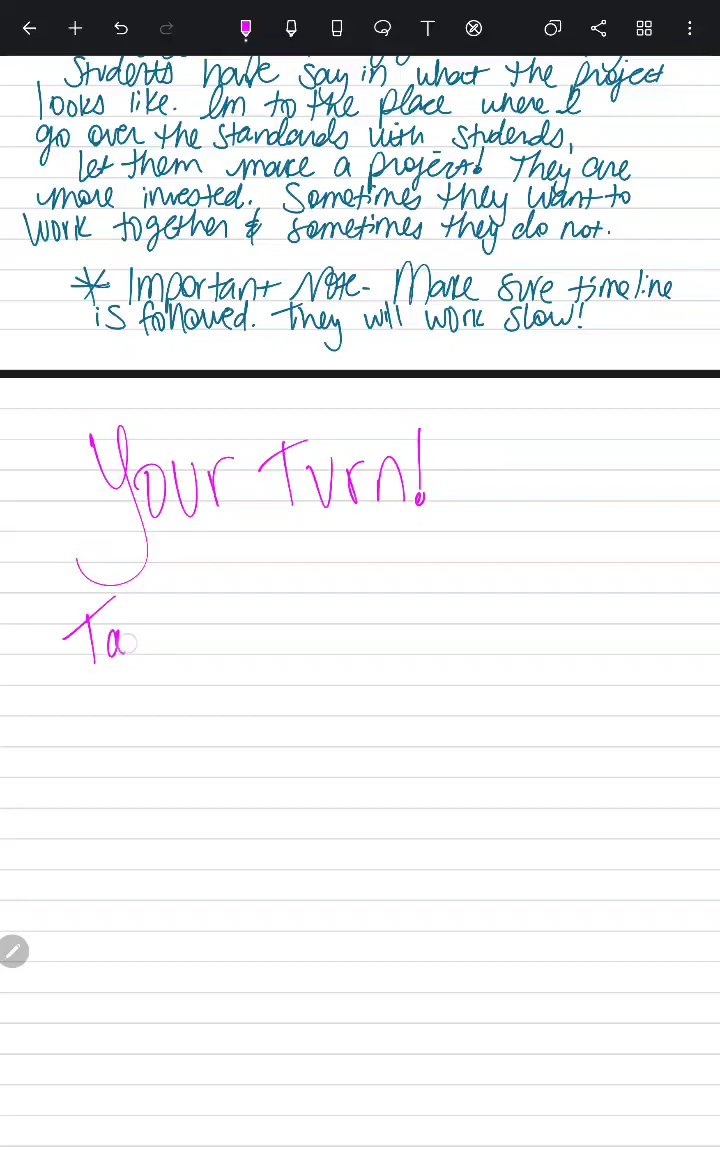 Students have say in what the project
looks like. Im to the place where I
go over the standards with students,
let them make a project! They are
more invested. Sometimes they want to
work together & sometimes they do not.
* Important Note- Make sure timeline
is followed. They will work slow!
Your Turn!
Ta